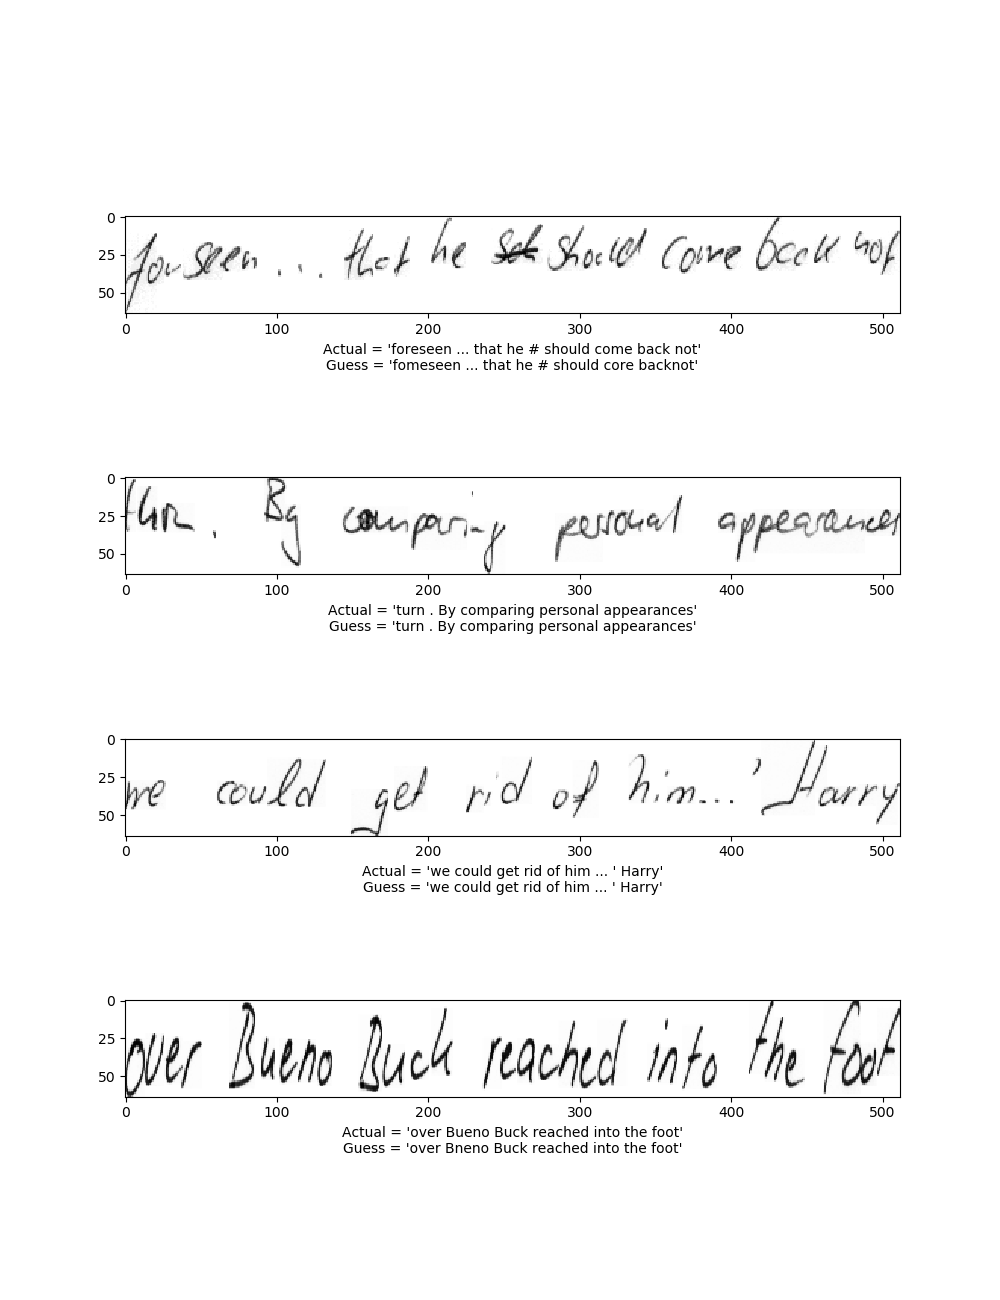 0
25
50
forseen ... that he sch should come back not
0 100 200 300 400 500
Actual = 'foreseen ... that he # should come back not'
Guess = 'fomeseen ... that he # should core backnot'
0
25
50
turn . By comparing personal appearances
0 100 200 300 400 500
Actual = 'turn . By comparing personal appearances'
Guess = 'turn . By comparing personal appearances'
0
25
50
we could get rid of him... ' Harry
0 100 200 300 400 500
Actual = 'we could get rid of him ... ' Harry'
Guess = 'we could get rid of him ... ' Harry'
0
25
50
over Bueno Buck reached into the foot
0 100 200 300 400 500
Actual = 'over Bueno Buck reached into the foot'
Guess = 'over Bneno Buck reached into the foot'